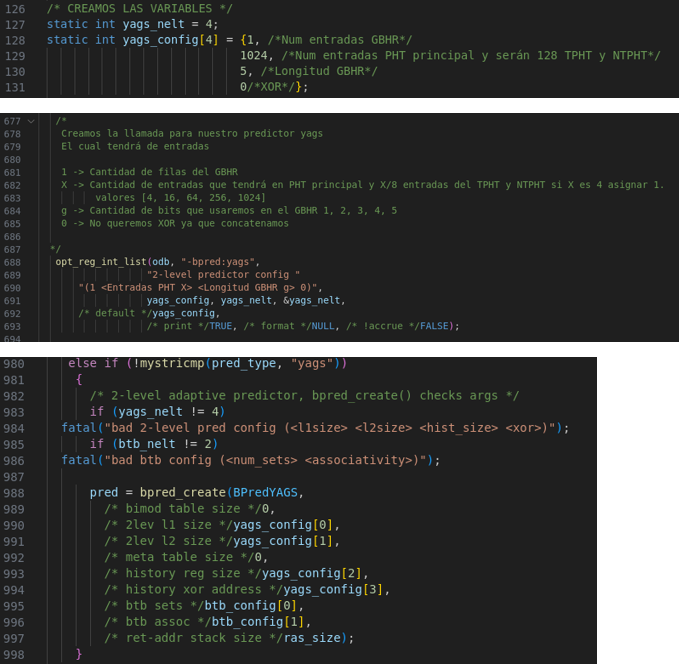 126 /* CREAMOS LAS VARIABLES */
127 static int yags_nelt = 4;
128 static int yags_config[4] = {1, /*Num entradas GBHR*/
129 1024, /*Num entradas PHT principal y serán 128 TPHT y NTPHT*/
130 5, /*Longitud GBHR*/
131 0/*XOR*/};
677 /*
678 Creamos la llamada para nuestro predictor yags
679 El cual tendrá de entradas
680
681 1 -> Cantidad de filas del GBHR
682 X -> Cantidad de entradas que tendrá en PHT principal y X/8 entradas del TPHT y NTPHT si X es 4 asignar 1.
683 valores [4, 16, 64, 256, 1024]
684 g -> Cantidad de bits que usaremos en el GBHR 1, 2, 3, 4, 5
685 0 -> No queremos XOR ya que concatenamos
686
687 */
688 opt_reg_int_list(odb, "-bpred:yags",
689 "2-level predictor config "
690 "(1 <Entradas PHT X> <Longitud GBHR g> 0)",
691 yags_config, yags_nelt, &yags_nelt,
692 /* default */yags_config,
693 /* print */TRUE, /* format */NULL, /* !accrue */FALSE);
694
980 else if (!mystricmp(pred_type, "yags"))
981 {
982 /* 2-level adaptive predictor, bpred_create() checks args */
983 if (yags_nelt != 4)
984 fatal("bad 2-level pred config (<l1size> <l2size> <hist_size> <xor>)");
985 if (btb_nelt != 2)
986 fatal("bad btb config (<num_sets> <associativity>)");
987
988 pred = bpred_create(BPredYAGS,
989 /* bimod table size */0,
990 /* 2lev l1 size */yags_config[0],
991 /* 2lev l2 size */yags_config[1],
992 /* meta table size */0,
993 /* history reg size */yags_config[2],
994 /* history xor address */yags_config[3],
995 /* btb sets */btb_config[0],
996 /* btb assoc */btb_config[1],
997 /* ret-addr stack size */ras_size);
998 }